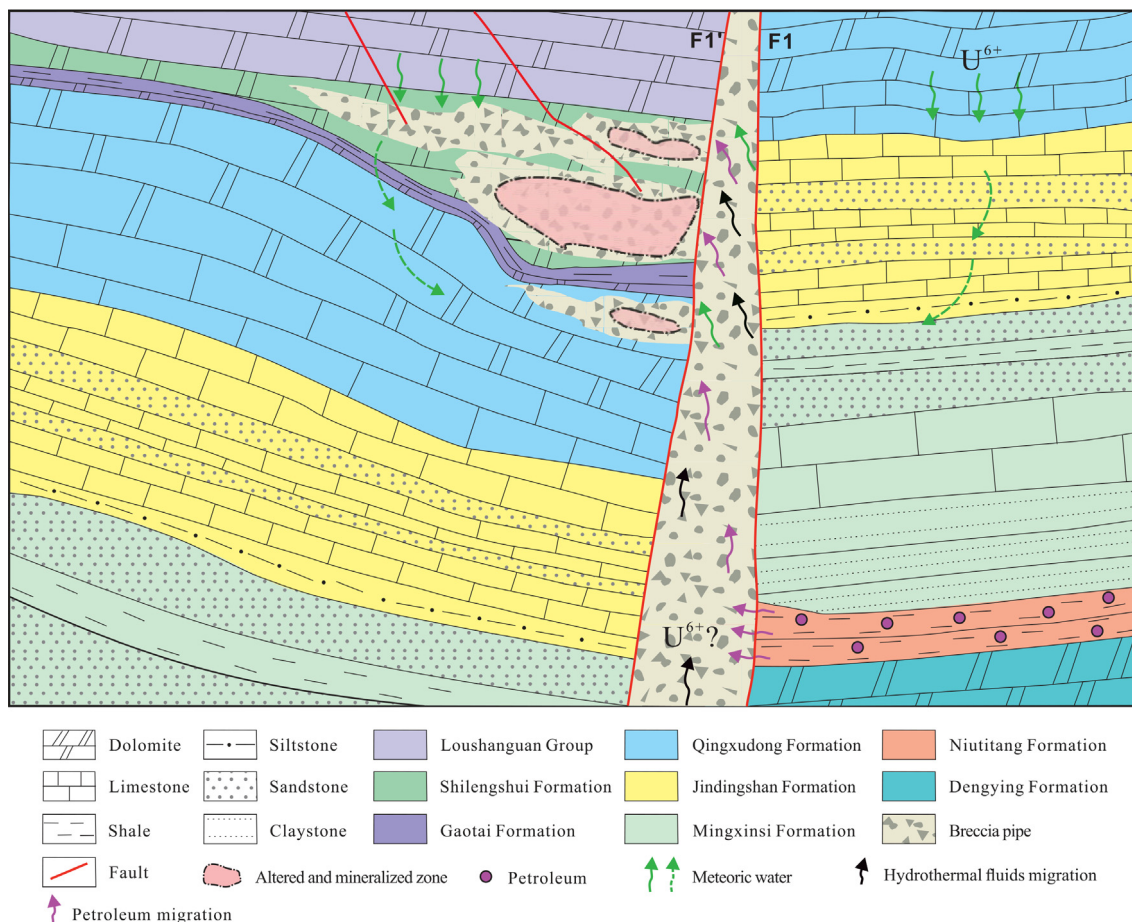 F1'
F1
U6+
U6+?
Dolomite
Siltstone
Loushanguan Group
Qingxudong Formation
Niutitang Formation
Limestone
Sandstone
Shilengshui Formation
Jindingshan Formation
Dengying Formation
Shale
Claystone
Gaotai Formation
Mingxinsi Formation
Breccia pipe
Fault
Altered and mineralized zone
Petroleum
Meteoric water
Hydrothermal fluids migration
Petroleum migration